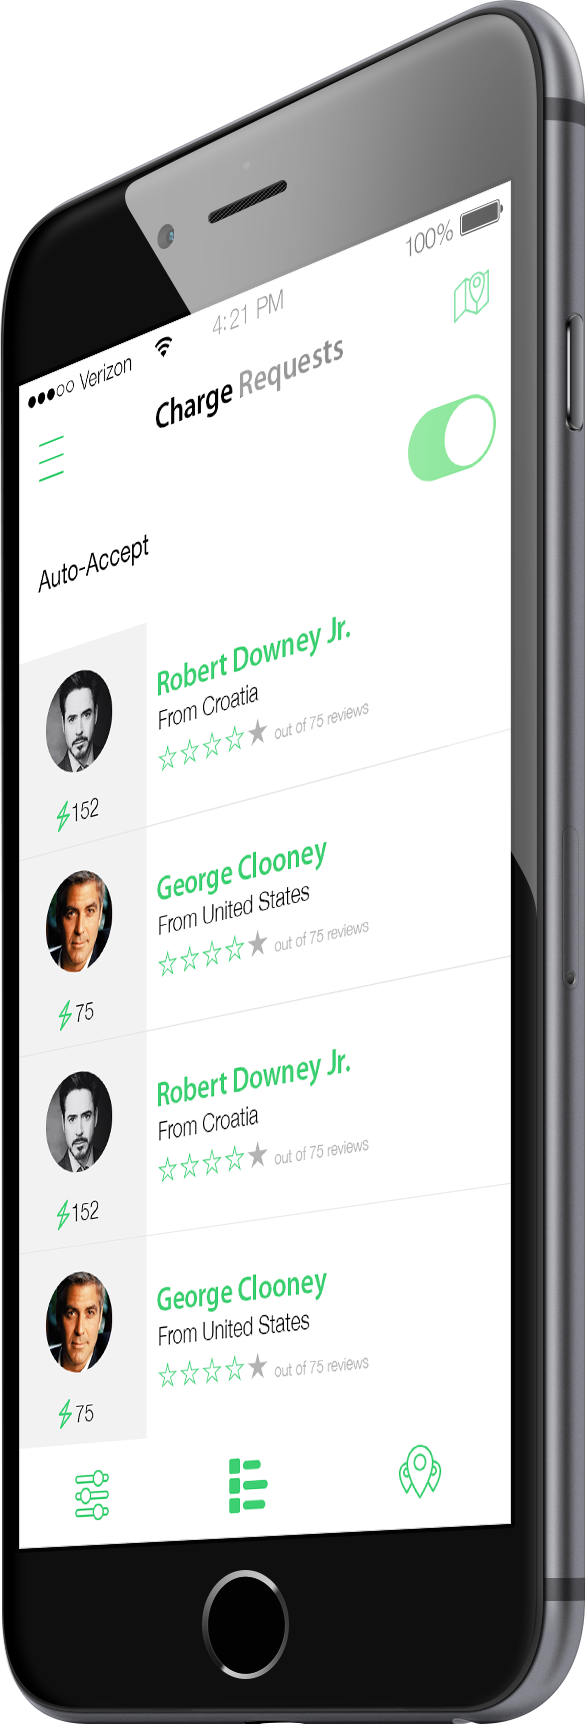 Verizon 4:21 PM 100%
Charge Requests
Auto-Accept
Robert Downey Jr.
From Croatia
out of 75 reviews
152
George Clooney
From United States
out of 75 reviews
75
Robert Downey Jr.
From Croatia
out of 75 reviews
152
George Clooney
From United States
out of 75 reviews
75